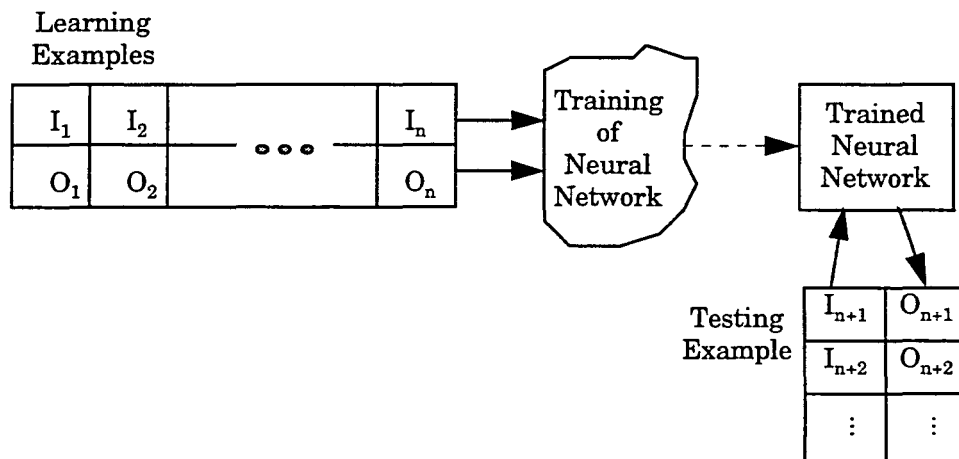 Learning
Examples
I₁ I₂ Iₙ
O₁ O₂ Oₙ
Training
of
Neural
Network
Trained
Neural
Network
Testing
Example
Iₙ₊₁ Oₙ₊₁
Iₙ₊₂ Oₙ₊₂
⋮ ⋮